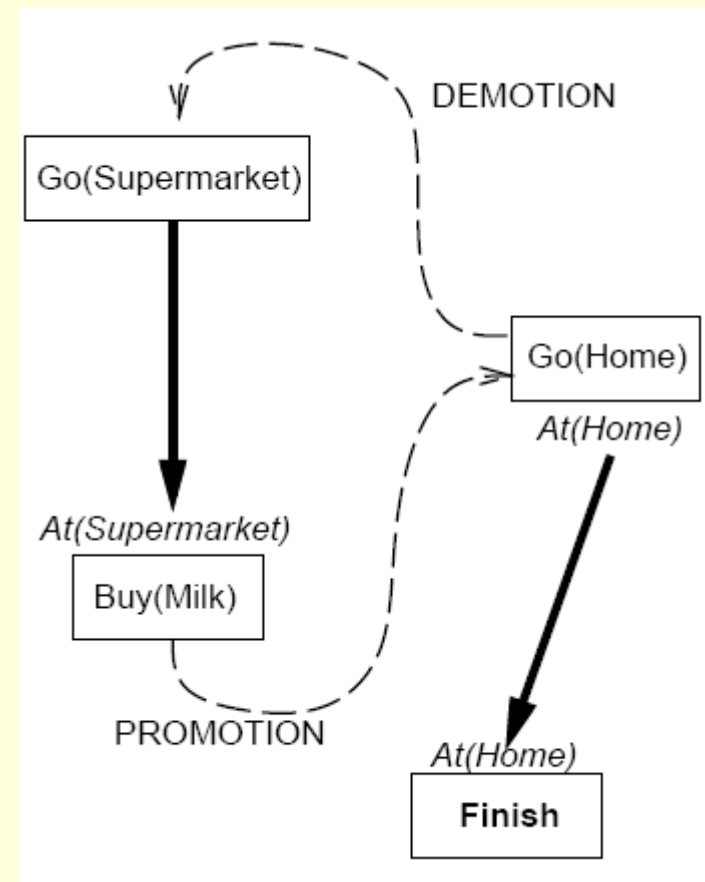 DEMOTION
Go(Supermarket)
Go(Home)
At(Home)
At(Supermarket)
Buy(Milk)
PROMOTION
At(Home)
Finish